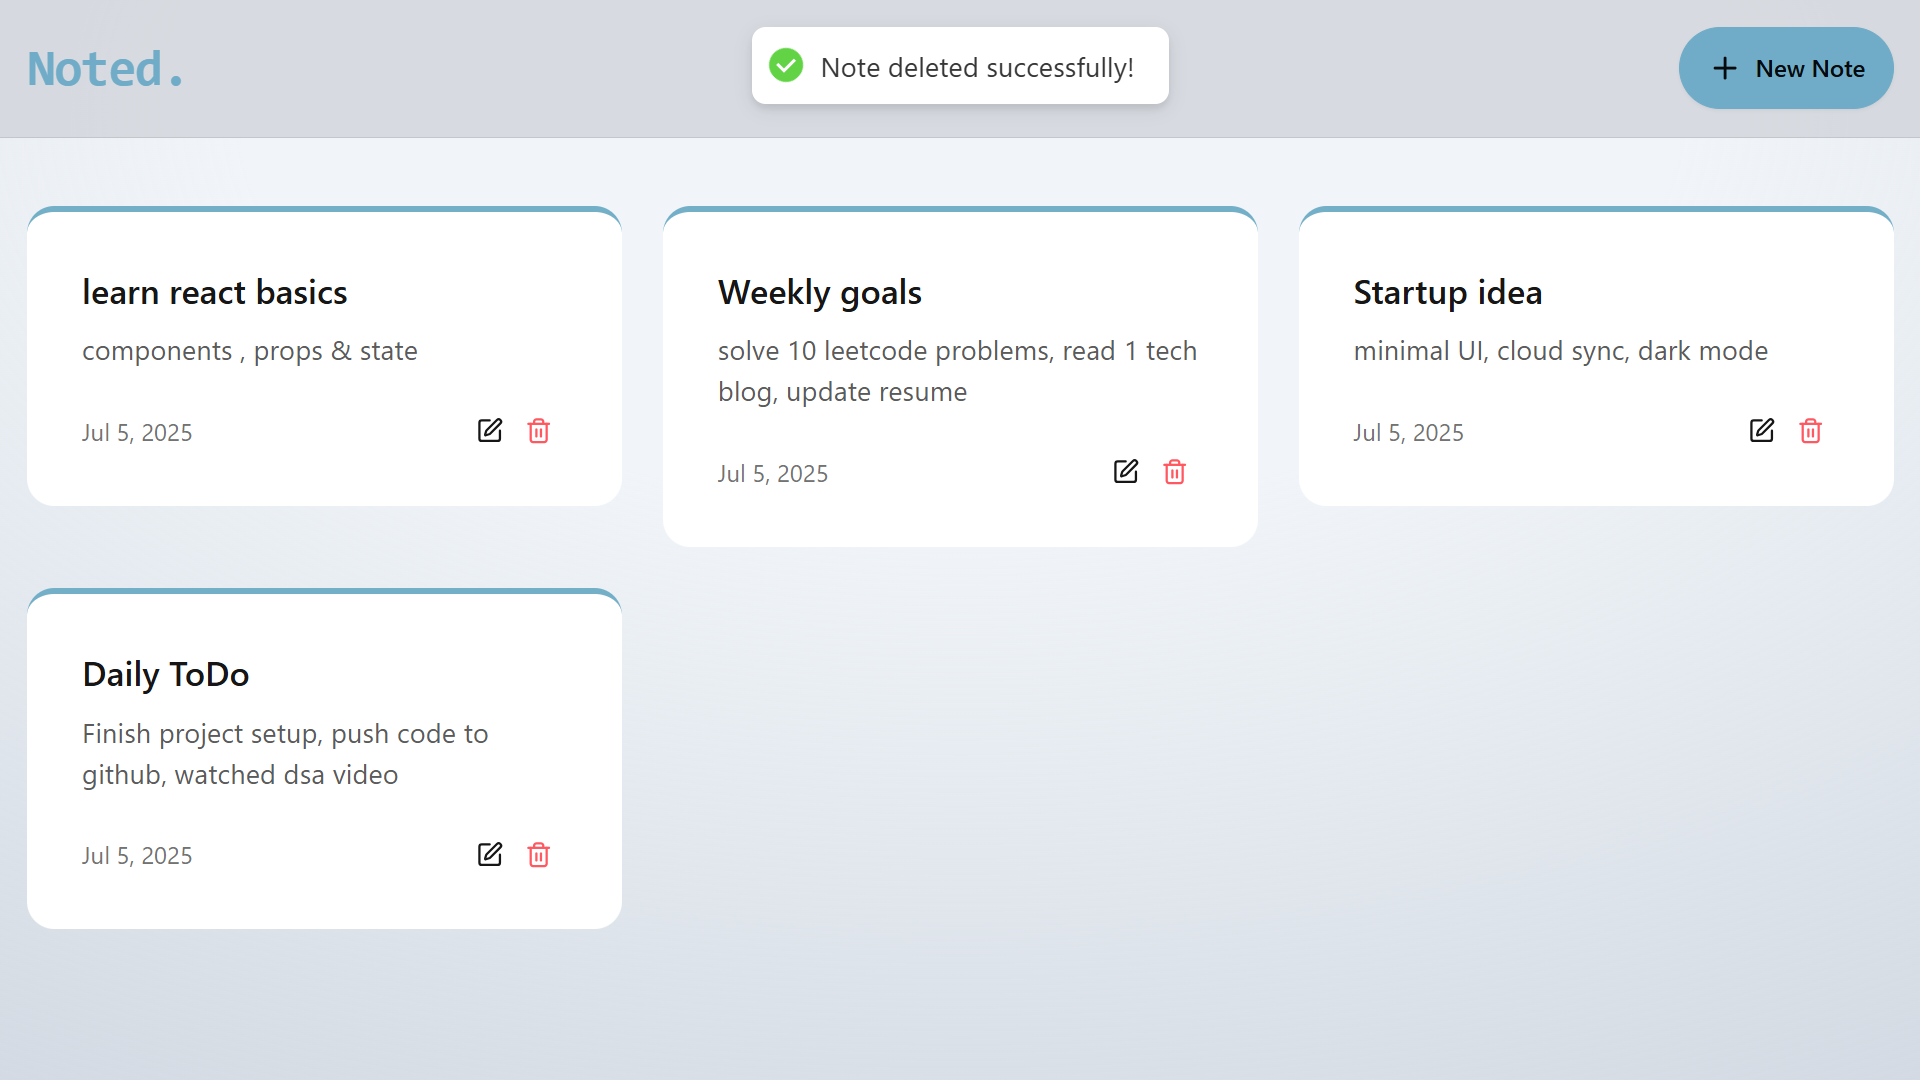 Noted.
Note deleted successfully!
New Note
learn react basics
components , props & state
Jul 5, 2025
Weekly goals
solve 10 leetcode problems, read 1 tech
blog, update resume
Jul 5, 2025
Startup idea
minimal UI, cloud sync, dark mode
Jul 5, 2025
Daily ToDo
Finish project setup, push code to
github, watched dsa video
Jul 5, 2025